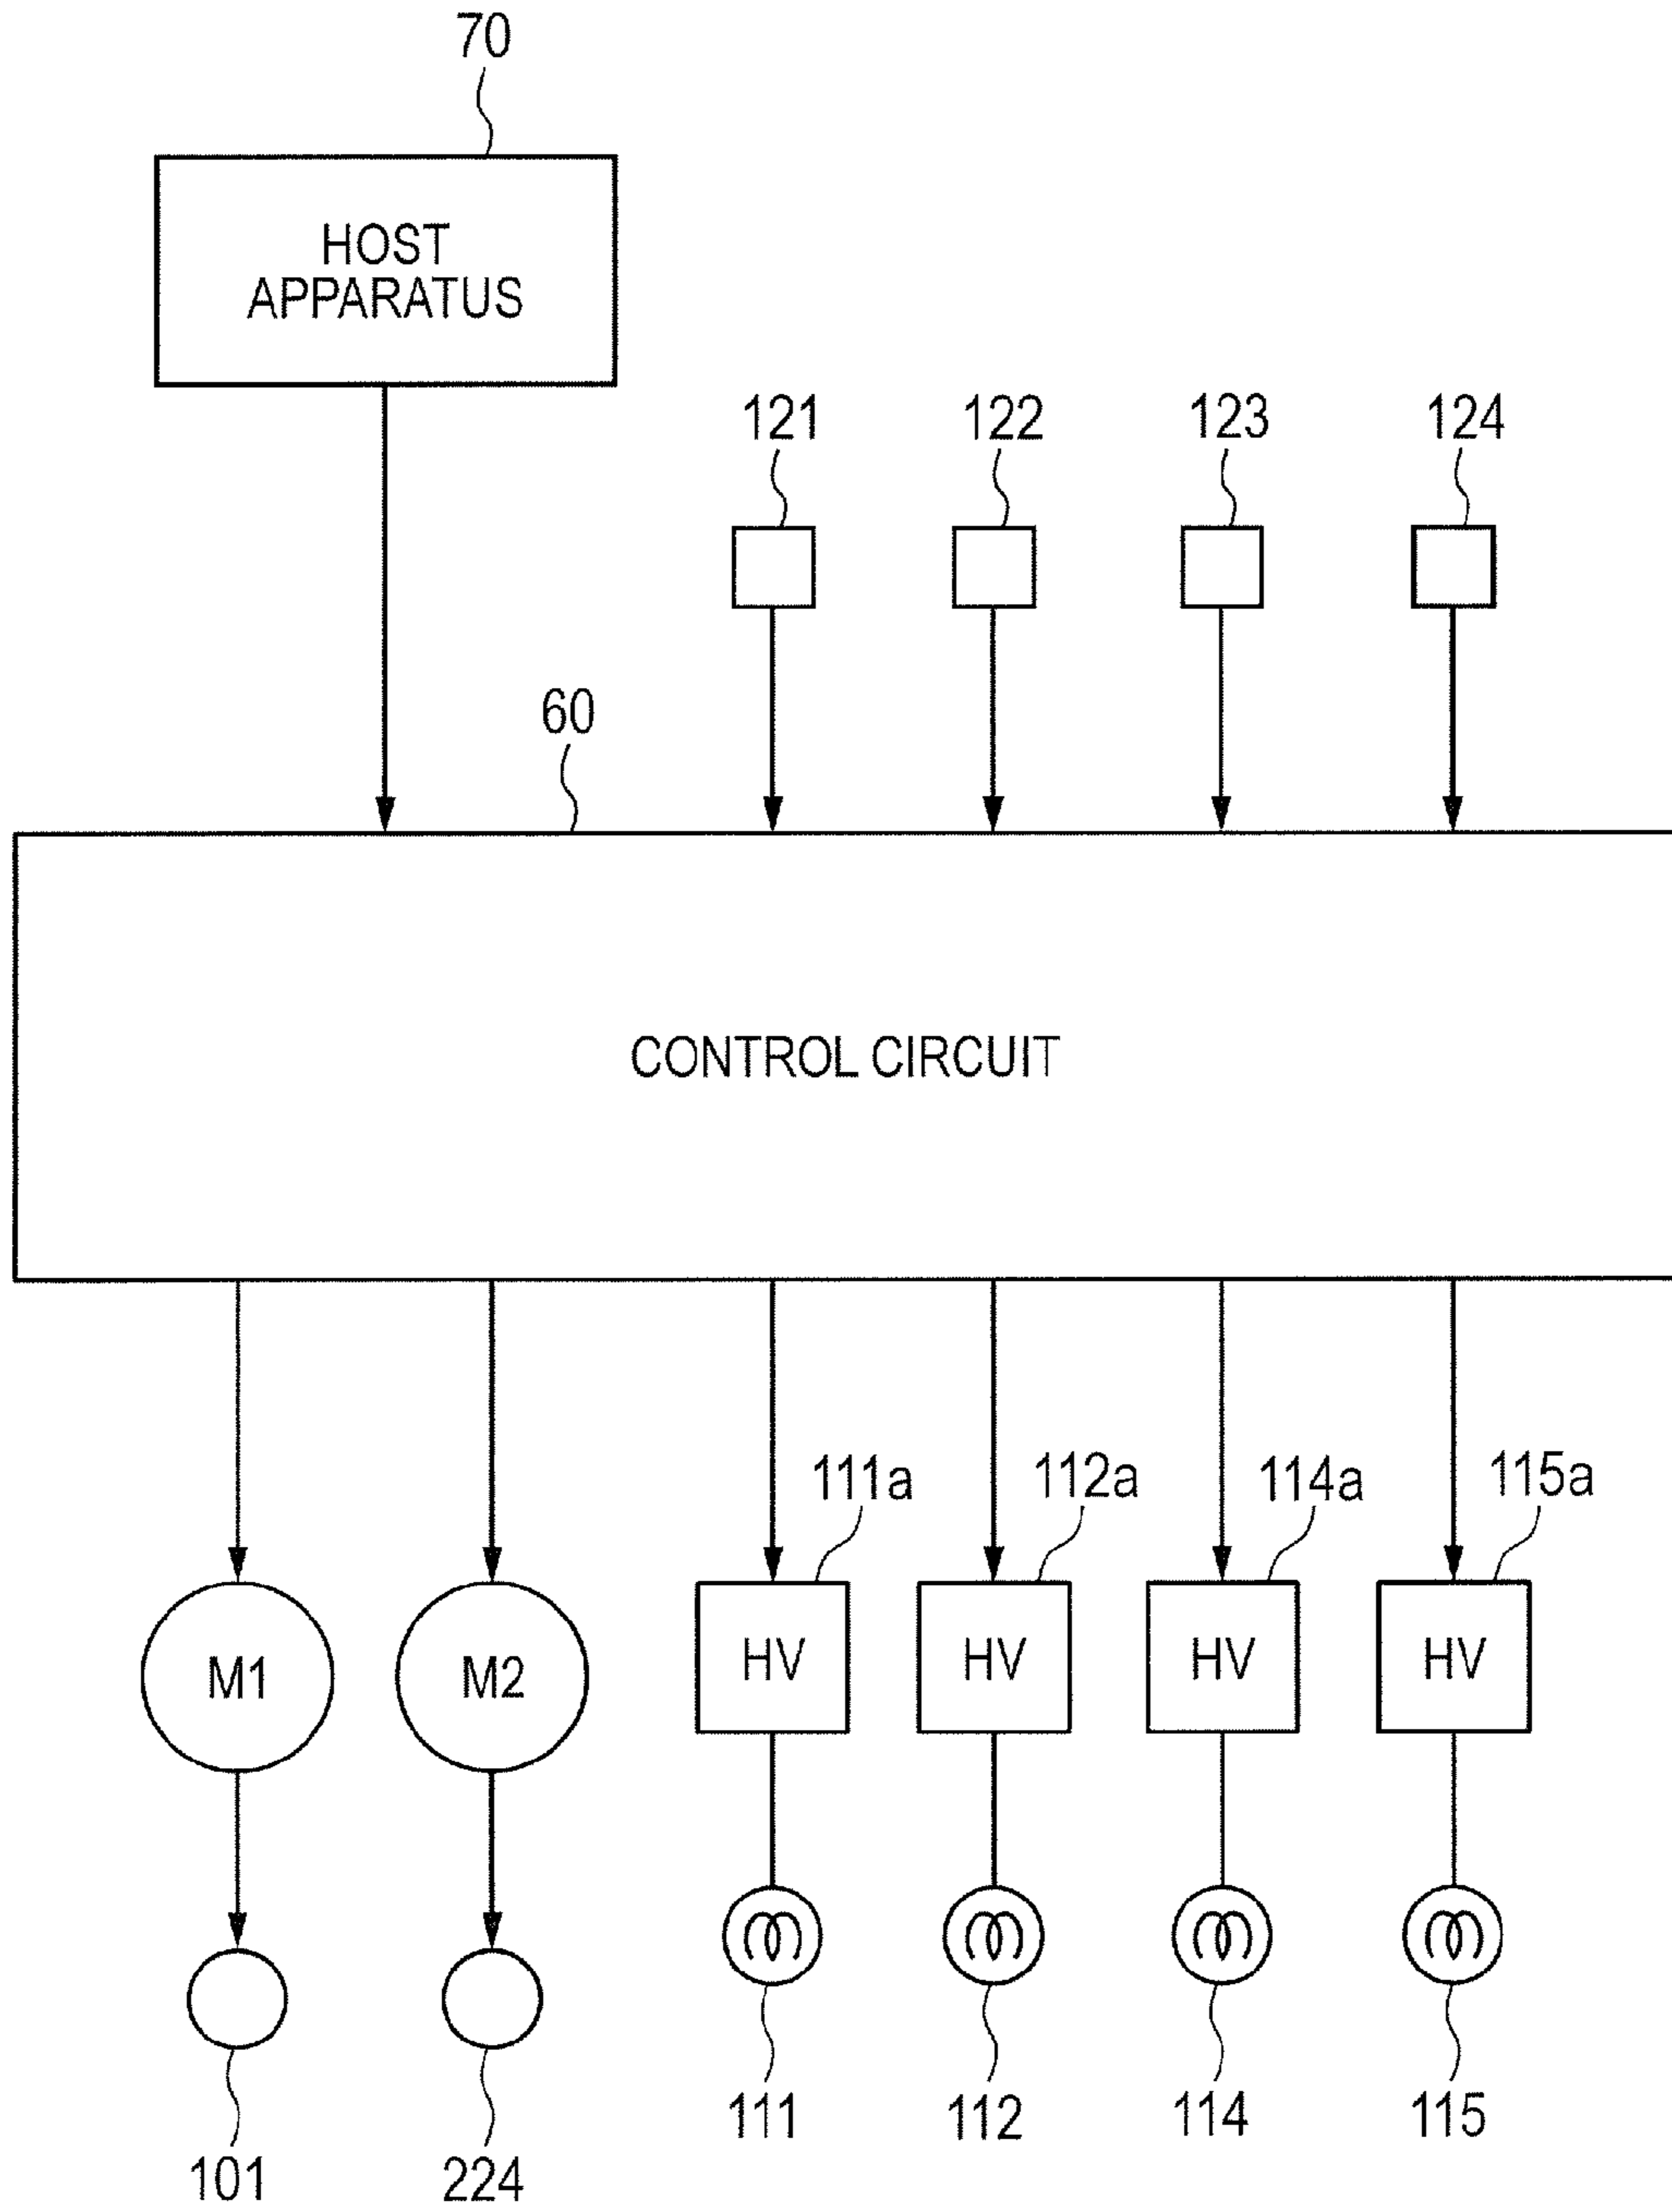 70
HOST
APPARATUS
121 122 123 124
60
CONTROL CIRCUIT
111a 112a 114a 115a
M1 M2 HV HV HV HV
111 112 114 115
101 224